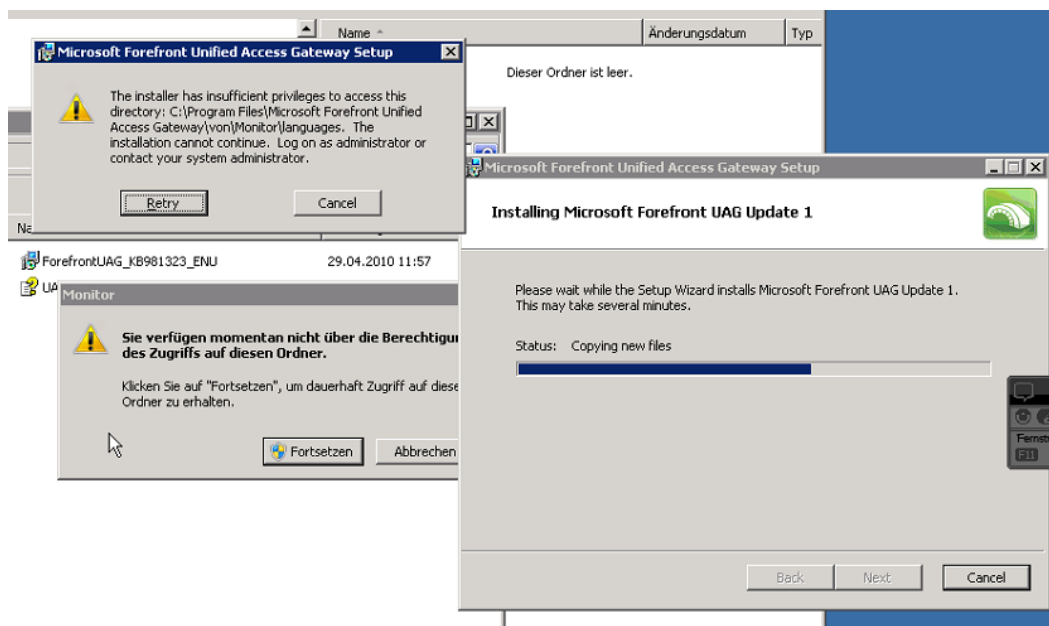 Name
Änderungsdatum
Typ
Dieser Ordner ist leer.
Microsoft Forefront Unified Access Gateway Setup
The installer has insufficient privileges to access this
directory: C:\Program Files\Microsoft Forefront Unified
Access Gateway\von\Monitor\languages. The
installation cannot continue. Log on as administrator or
contact your system administrator.
Retry
Cancel
Na
ForefrontUAG_KB981323_ENU
29.04.2010 11:57
UA
Monitor
Sie verfügen momentan nicht über die Berechtigu
des Zugriffs auf diesen Ordner.
Klicken Sie auf "Fortsetzen", um dauerhaft Zugriff auf diese
Ordner zu erhalten.
Fortsetzen
Abbrechen
Microsoft Forefront Unified Access Gateway Setup
Installing Microsoft Forefront UAG Update 1
Please wait while the Setup Wizard installs Microsoft Forefront UAG Update 1.
This may take several minutes.
Status: Copying new files
Back
Next
Cancel
Fernst
F11